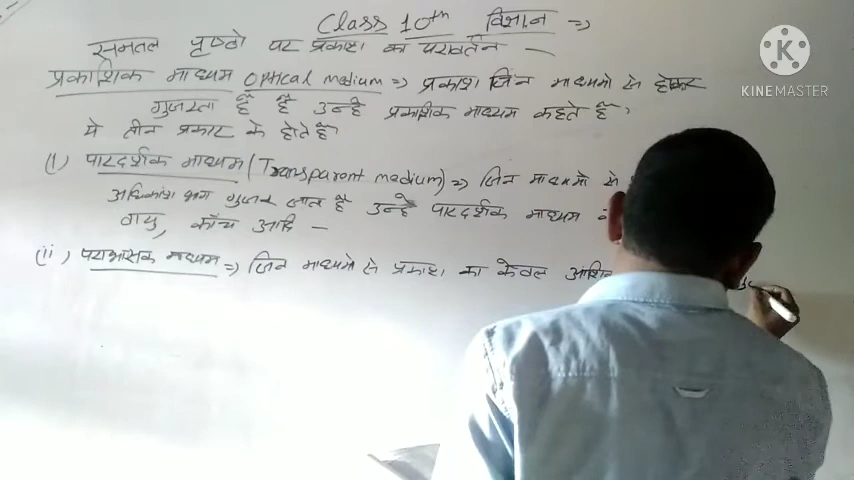 Class 10th विज्ञान ⇒
समतल पृष्ठो पर प्रकाश का परावर्तन –
प्रकाशिक माध्यम Optical medium ⇒ प्रकाश जिन माध्यमो से होकर
गुजरता है है उन्हे प्रकाशिक माध्यम कहते हैं,
ये तीन प्रकार के होते हैं
(i) पारदर्शक माध्यम (Transparent medium) ⇒ जिन माध्यमो से
अधिकांश भाग गुजर जाता है उन्हे पारदर्शक माध्यम
वायु, काँच आदि –
(ii) पराभासक माध्यम ⇒ जिन माध्यमो से प्रकाश का केवल
KINEMASTER